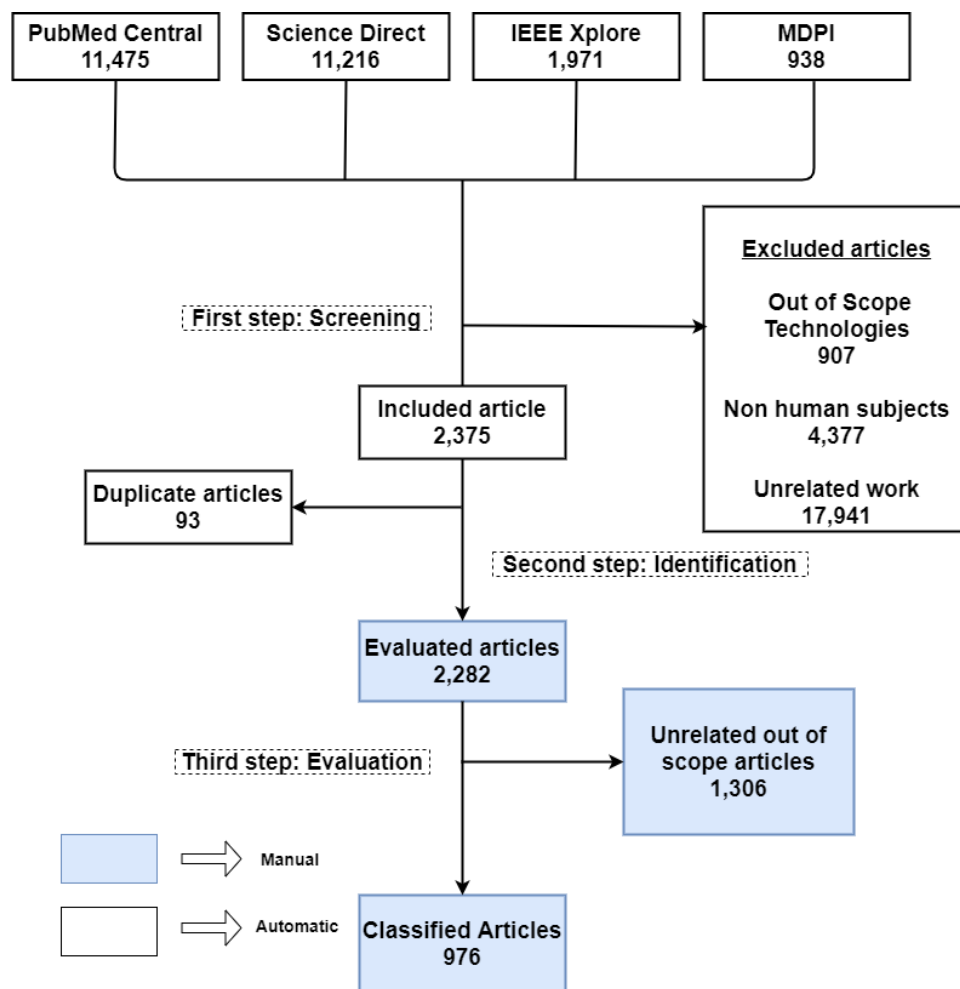 PubMed Central
11,475
Science Direct
11,216
IEEE Xplore
1,971
MDPI
938
Excluded articles
Out of Scope
Technologies
907
Non human subjects
4,377
Unrelated work
17,941
First step: Screening
Included article
2,375
Duplicate articles
93
Second step: Identification
Evaluated articles
2,282
Third step: Evaluation
Unrelated out of
scope articles
1,306
Manual
Automatic
Classified Articles
976